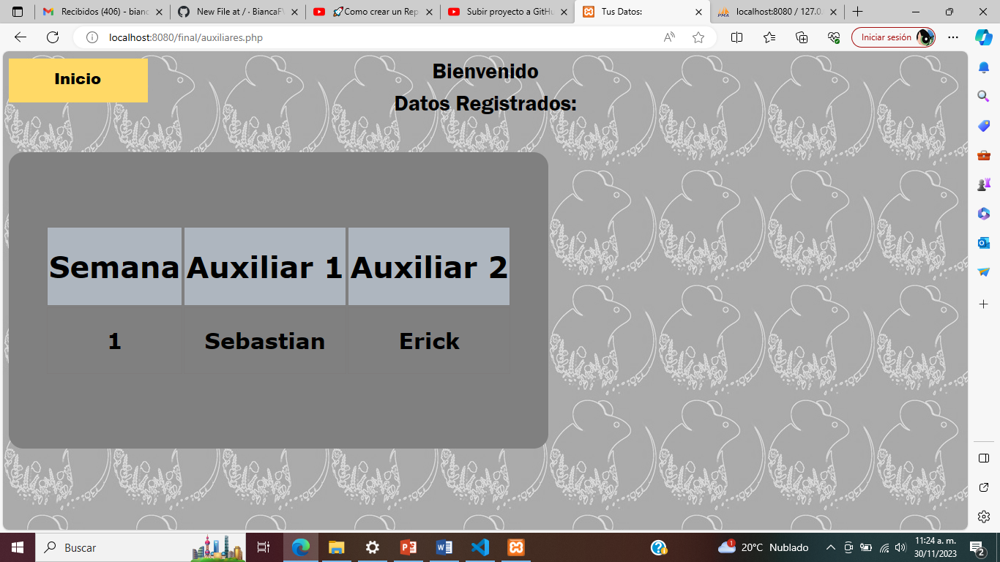 Recibidos (406) - bianc
New File at / · BiancaFV
🚀Como crear un Rep
Subir proyecto a GitHu
Tus Datos:
localhost:8080 / 127.0.
localhost:8080/final/auxiliares.php
Iniciar sesión
Inicio
Bienvenido
Datos Registrados:
Semana Auxiliar 1 Auxiliar 2
1 Sebastian Erick
Buscar
20°C Nublado
11:24 a. m.
30/11/2023